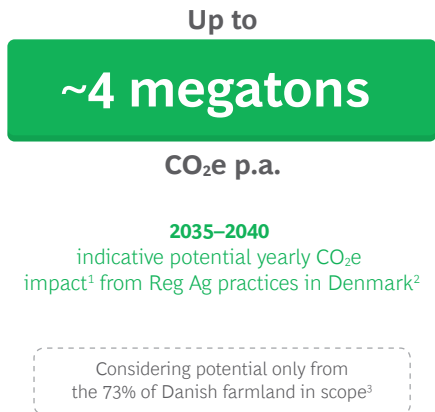 Up to
~4 megatons
CO₂e p.a.
2035–2040
indicative potential yearly CO₂e
impact¹ from Reg Ag practices in Denmark²
Considering potential only from
the 73% of Danish farmland in scope³